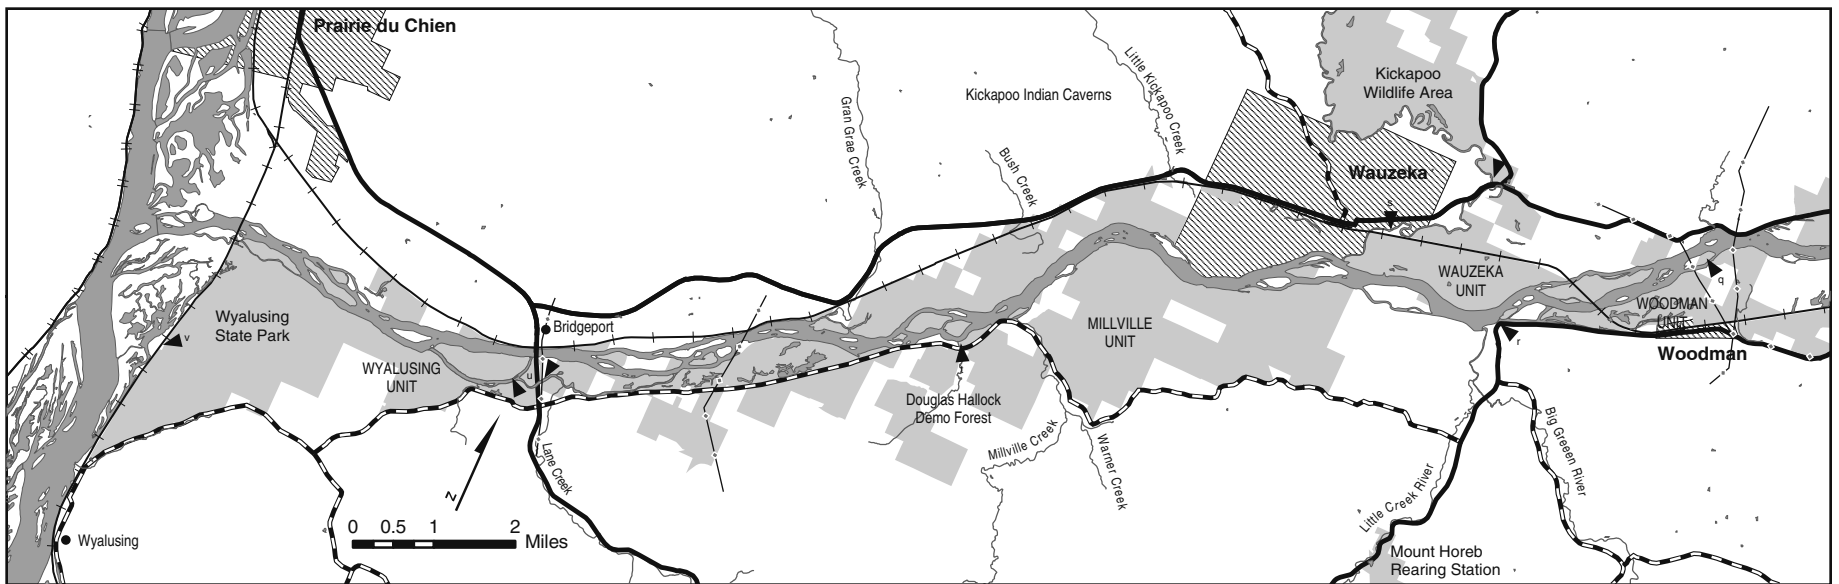 Prairie du Chien
Gran Grae Creek
Kickapoo Indian Caverns
Little Kickapoo Creek
Bush Creek
Kickapoo
Wildlife Area
Wauzeka
s
WAUZEKA
UNIT
WOODMAN
UNIT
q
r
Woodman
Wyalusing
State Park
v
WYALUSING
UNIT
u
Bridgeport
MILLVILLE
UNIT
t
Douglas Hallock
Demo Forest
Millville Creek
Warner Creek
Lane Creek
Little Creek River
Big Greeen River
Mount Horeb
Rearing Station
Wyalusing
N
0 0.5 1 2
Miles